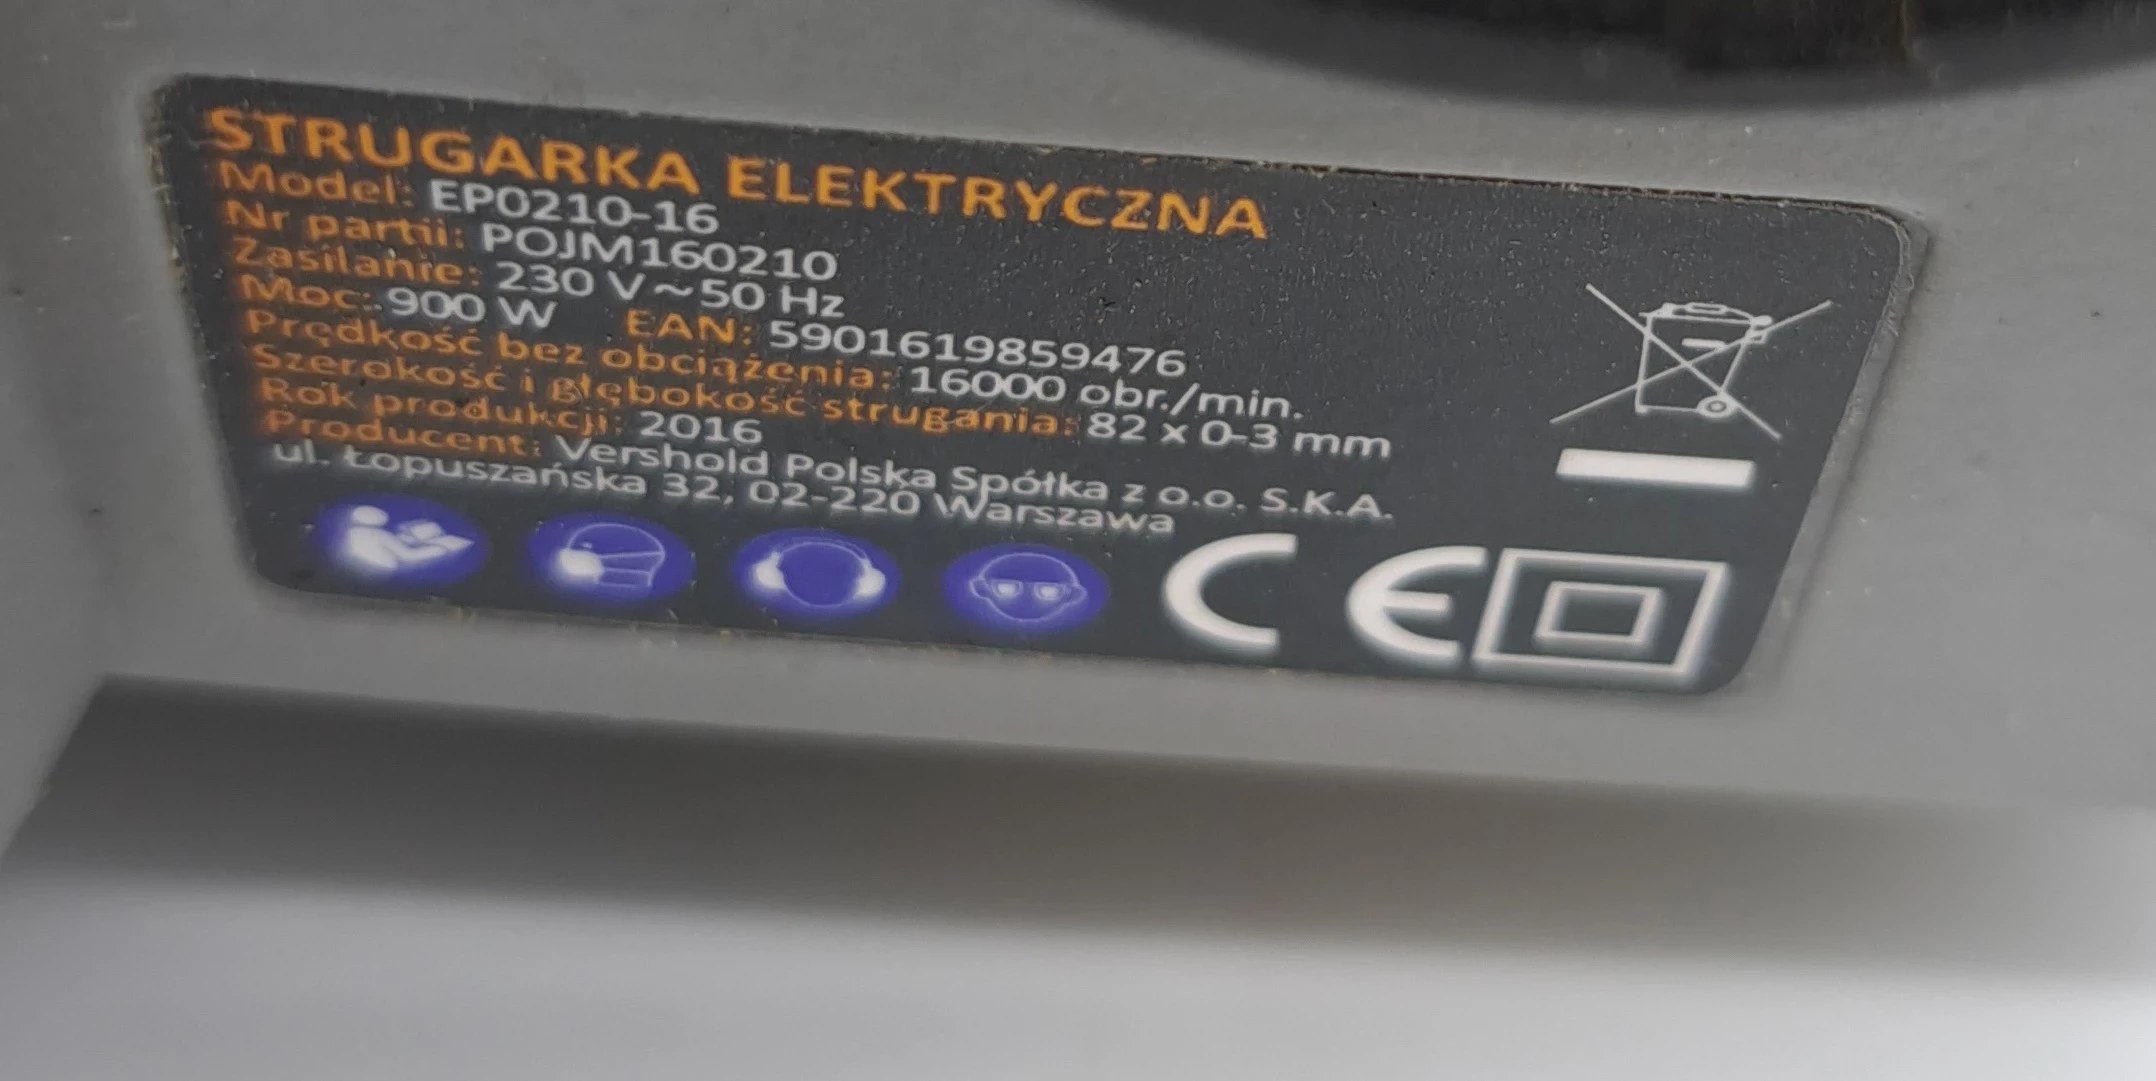 STRUGARKA ELEKTRYCZNA
Model: EP0210-16
Nr partii: POJM160210
Zasilanie: 230 V~50 Hz
Moc: 900 W EAN: 5901619859476
Prędkość bez obciążenia: 16000 obr./min.
Szerokość i głębokość strugania: 82 x 0-3 mm
Rok produkcji: 2016
Producent: Vershold Polska Spółka z o.o. S.K.A.
ul. Łopuszańska 32, 02-220 Warszawa
CE